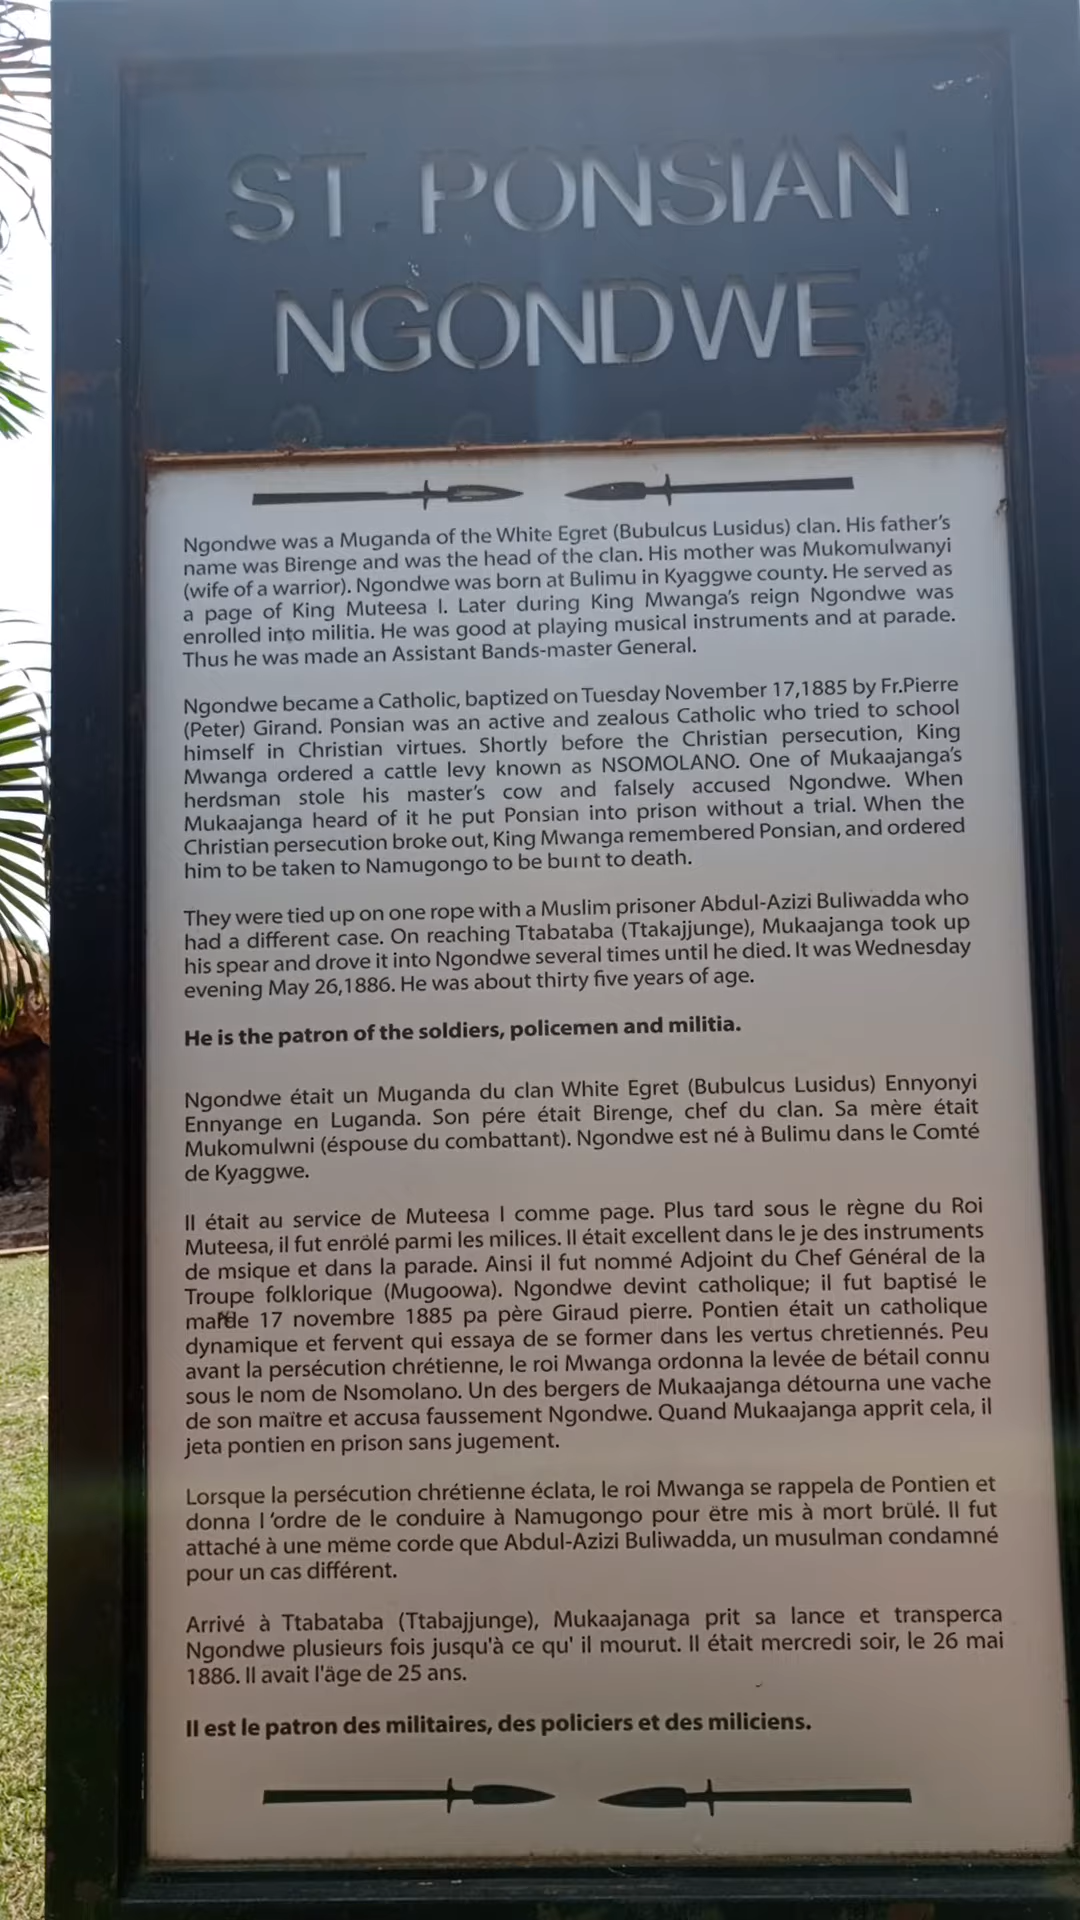 ST. PONSIAN
NGONDWE
Ngondwe was a Muganda of the White Egret (Bubulcus Lusidus) clan. His father's
name was Birenge and was the head of the clan. His mother was Mukomulwanyi
(wife of a warrior). Ngondwe was born at Bulimu in Kyaggwe county. He served as
a page of King Muteesa I. Later during King Mwanga's reign Ngondwe was
enrolled into militia. He was good at playing musical instruments and at parade.
Thus he was made an Assistant Bands-master General.
Ngondwe became a Catholic, baptized on Tuesday November 17,1885 by Fr.Pierre
(Peter) Girand. Ponsian was an active and zealous Catholic who tried to school
himself in Christian virtues. Shortly before the Christian persecution, King
Mwanga ordered a cattle levy known as NSOMOLANO. One of Mukaajanga's
herdsman stole his master's cow and falsely accused Ngondwe. When
Mukaajanga heard of it he put Ponsian into prison without a trial. When the
Christian persecution broke out, King Mwanga remembered Ponsian, and ordered
him to be taken to Namugongo to be burnt to death.
They were tied up on one rope with a Muslim prisoner Abdul-Azizi Buliwadda who
had a different case. On reaching Ttabataba (Ttakajjunge), Mukaajanga took up
his spear and drove it into Ngondwe several times until he died. It was Wednesday
evening May 26,1886. He was about thirty five years of age.
He is the patron of the soldiers, policemen and militia.
Ngondwe était un Muganda du clan White Egret (Bubulcus Lusidus) Ennyonyi
Ennyange en Luganda. Son pére était Birenge, chef du clan. Sa mère était
Mukomulwni (éspouse du combattant). Ngondwe est né à Bulimu dans le Comté
de Kyaggwe.
Il était au service de Muteesa I comme page. Plus tard sous le règne du Roi
Muteesa, il fut enrôlé parmi les milices. Il était excellent dans le je des instruments
de msique et dans la parade. Ainsi il fut nommé Adjoint du Chef Général de la
Troupe folklorique (Mugoowa). Ngondwe devint catholique; il fut baptisé le
17 novembre 1885 pa père Giraud pierre. Pontien était un catholique
dynamique et fervent qui essaya de se former dans les vertus chretiennés. Peu
avant la persécution chrétienne, le roi Mwanga ordonna la levée de bétail connu
sous le nom de Nsomolano. Un des bergers de Mukaajanga détourna une vache
de son maïtre et accusa faussement Ngondwe. Quand Mukaajanga apprit cela, il
jeta pontien en prison sans jugement.
Lorsque la persécution chrétienne éclata, le roi Mwanga se rappela de Pontien et
donna l 'ordre de le conduire à Namugongo pour ëtre mis à mort brülé. Il fut
attaché à une mëme corde que Abdul-Azizi Buliwadda, un musulman condamné
pour un cas différent.
Arrivé à Ttabataba (Ttabajjunge), Mukaajanaga prit sa lance et transperca
Ngondwe plusieurs fois jusqu'à ce qu' il mourut. Il était mercredi soir, le 26 mai
1886. Il avait l'äge de 25 ans.
Il est le patron des militaires, des policiers et des miliciens.